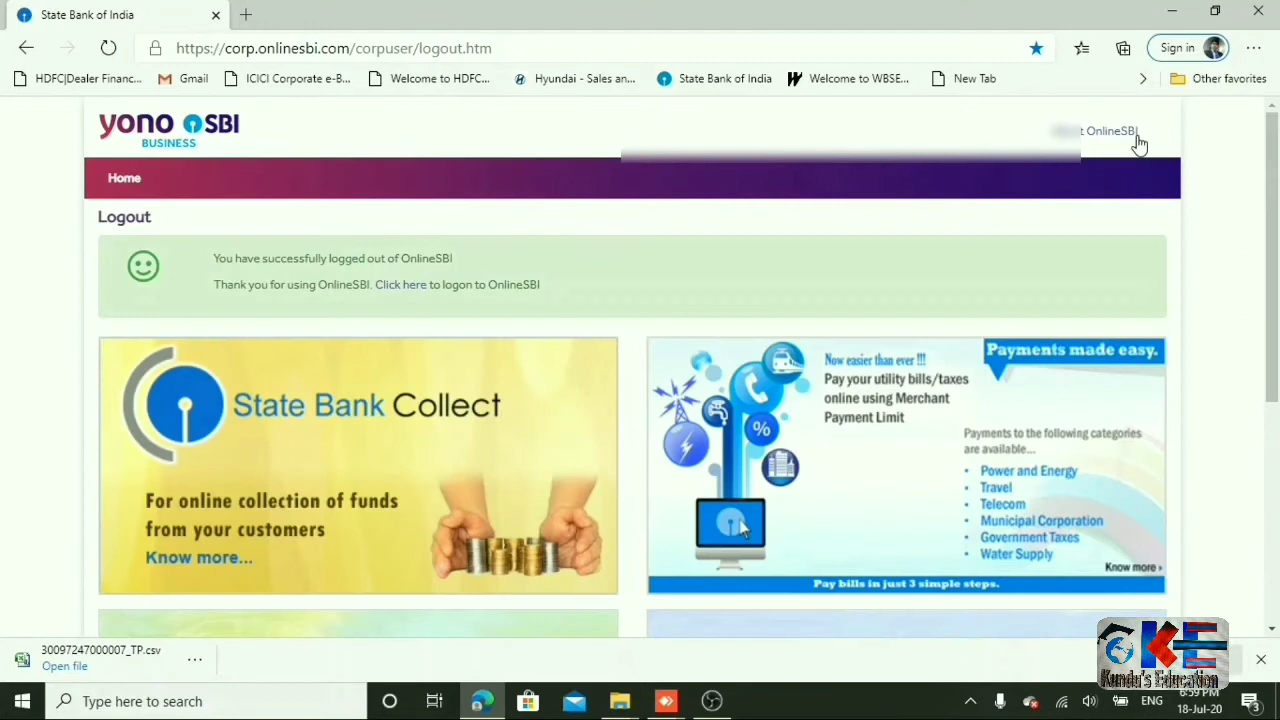 State Bank of India
https://corp.onlinesbi.com/corpuser/logout.htm
Sign in
HDFC|Dealer Financ... Gmail ICICI Corporate e-B... Welcome to HDFC... Hyundai - Sales an... State Bank of India Welcome to WBSE... New Tab Other favorites
yono SBI
BUSINESS
OnlineSBI
Home
Logout
You have successfully logged out of OnlineSBI
Thank you for using OnlineSBI. Click here to logon to OnlineSBI
State Bank Collect
For online collection of funds
from your customers
Know more...
Payments made easy.
Now easier than ever !!!
Pay your utility bills/taxes
online using Merchant
Payment Limit
%
Payments to the following categories
are available...
• Power and Energy
• Travel
• Telecom
• Municipal Corporation
• Government Taxes
• Water Supply
Know more
Pay bills in just 3 simple steps.
30097247000007_TP.csv
Open file
KE
Kundu's Education
Type here to search
ENG
6:59 PM
18-Jul-20
3